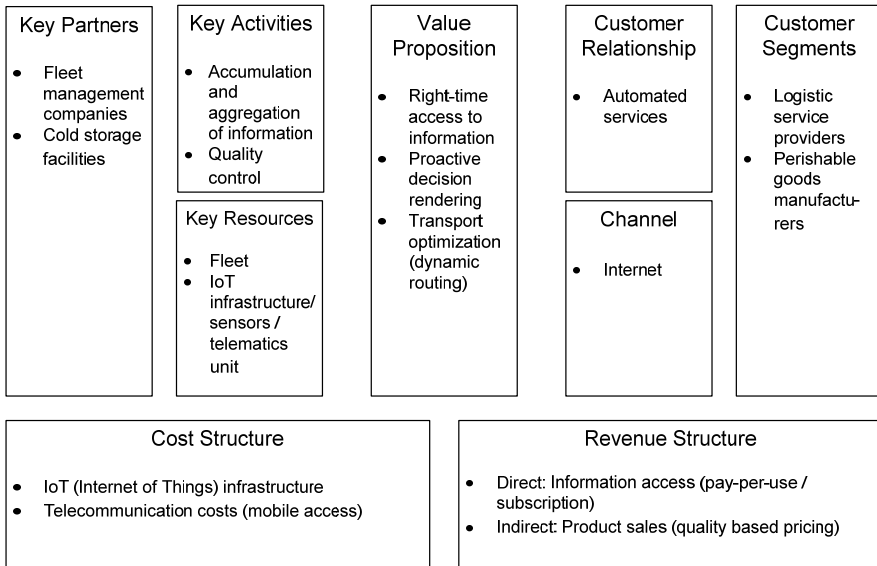 Key Partners
Fleet
management
companies
Cold storage
facilities
Key Activities
Accumulation
and
aggregation
of information
Quality
control
Key Resources
Fleet
IoT
infrastructure/
sensors /
telematics
unit
Value
Proposition
Right-time
access to
information
Proactive
decision
rendering
Transport
optimization
(dynamic
routing)
Customer
Relationship
Automated
services
Channel
Internet
Customer
Segments
Logistic
service
providers
Perishable
goods
manufactu-
rers
Cost Structure
IoT (Internet of Things) infrastructure
Telecommunication costs (mobile access)
Revenue Structure
Direct: Information access (pay-per-use /
subscription)
Indirect: Product sales (quality based pricing)